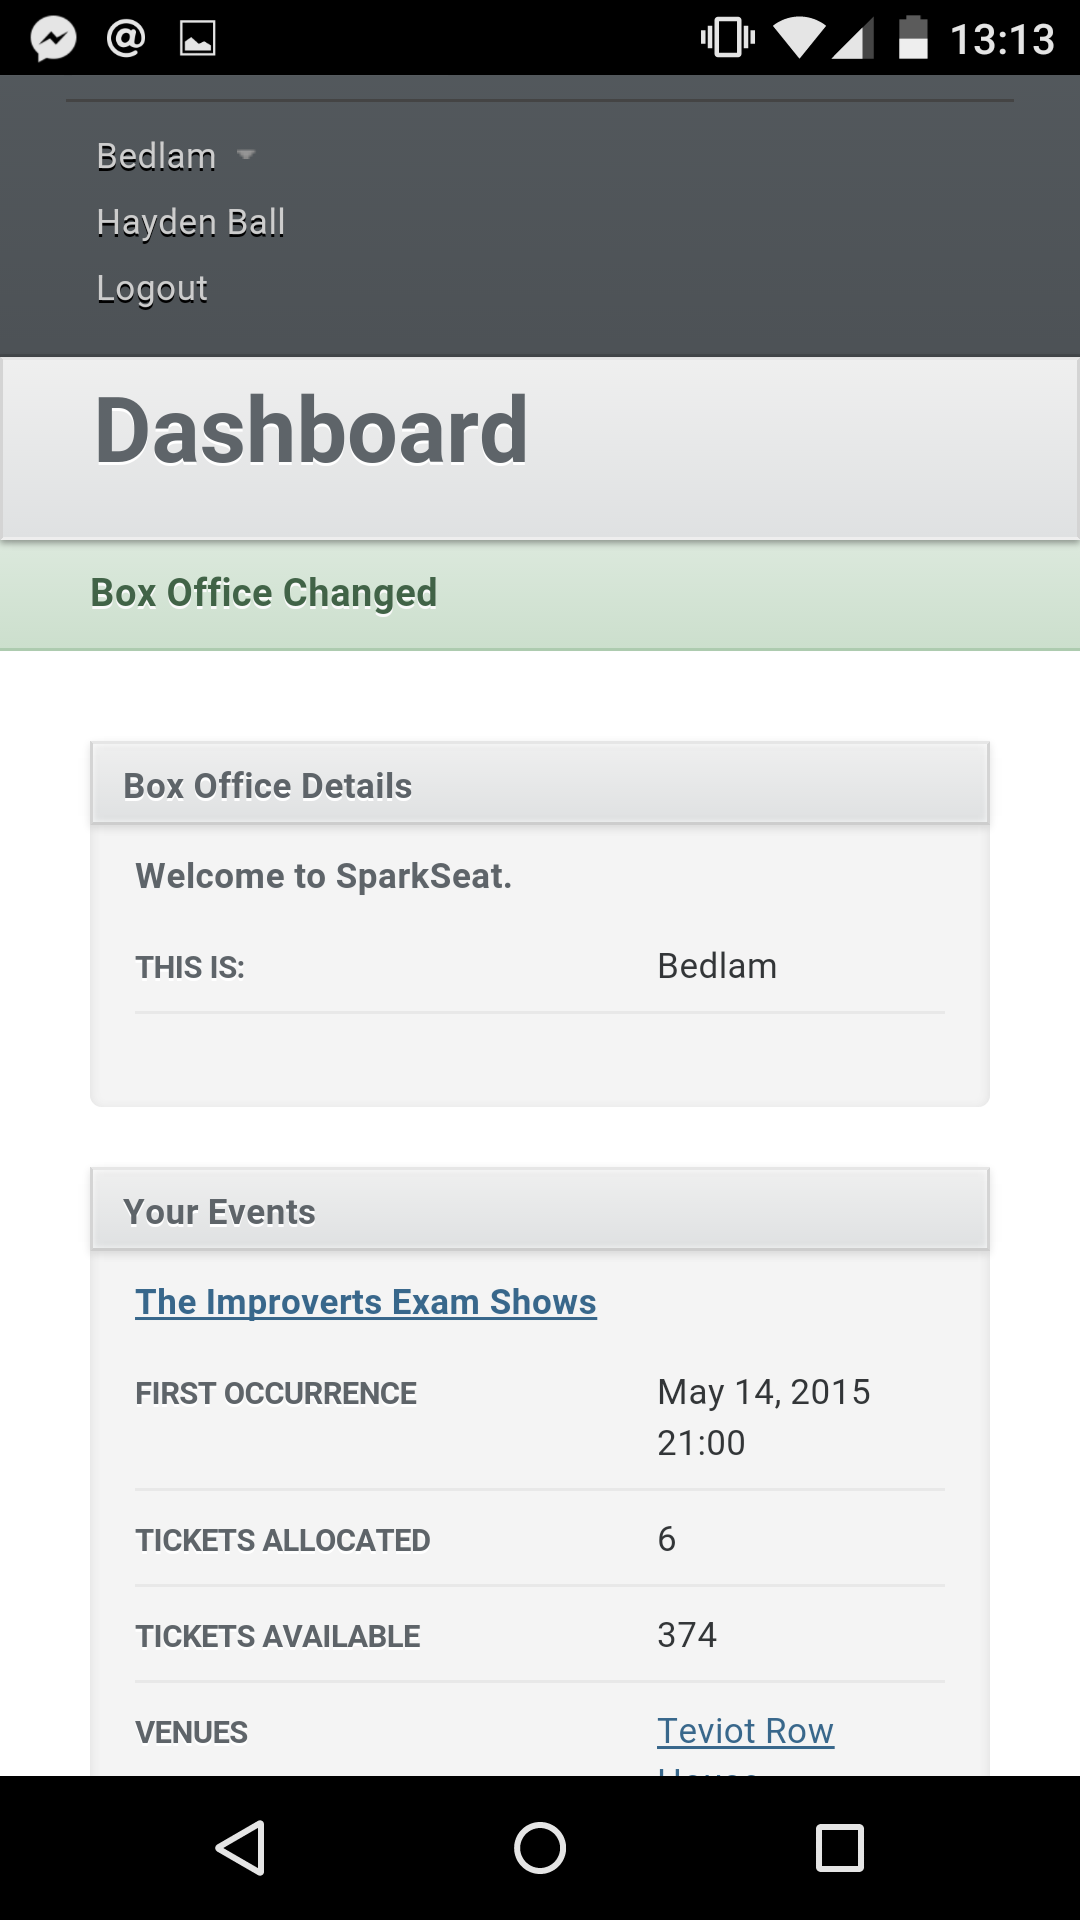 13:13
Bedlam
Hayden Ball
Logout
Dashboard
Box Office Changed
Box Office Details
Welcome to SparkSeat.
THIS IS: Bedlam
Your Events
The Improverts Exam Shows
FIRST OCCURRENCE May 14, 2015
21:00
TICKETS ALLOCATED 6
TICKETS AVAILABLE 374
VENUES Teviot Row